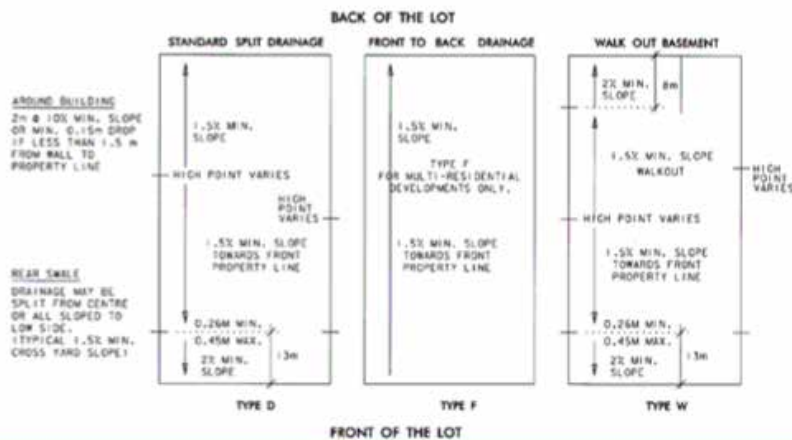 BACK OF THE LOT
STANDARD SPLIT DRAINAGE
FRONT TO BACK DRAINAGE
WALK OUT BASEMENT
AROUND BUILDING
2m @ 10% MIN. SLOPE
OR MIN. 0.15m DROP
IF LESS THAN 1.5 m
FROM WALL TO
PROPERTY LINE
REAR SWALE
DRAINAGE MAY BE
SPLIT FROM CENTRE
OR ALL SLOPED TO
LOW SIDE.
(TYPICAL 1.5% MIN.
CROSS YARD SLOPE)
1.5% MIN.
SLOPE
HIGH POINT VARIES
HIGH
POINT
VARIES
1.5% MIN. SLOPE
TOWARDS FRONT
PROPERTY LINE
0.26M MIN.
0.45M MAX.
2% MIN.
SLOPE
13m
TYPE D
1.5% MIN.
SLOPE
TYPE F
FOR MULTI-RESIDENTIAL
DEVELOPMENTS ONLY.
1.5% MIN. SLOPE
TOWARDS FRONT
PROPERTY LINE
TYPE F
2% MIN.
SLOPE
8m
1.5% MIN. SLOPE
WALKOUT
HIGH
POINT
VARIES
HIGH POINT VARIES
1.5% MIN. SLOPE
TOWARDS FRONT
PROPERTY LINE
0.26M MIN.
0.45M MAX.
2% MIN.
SLOPE
13m
TYPE W
FRONT OF THE LOT